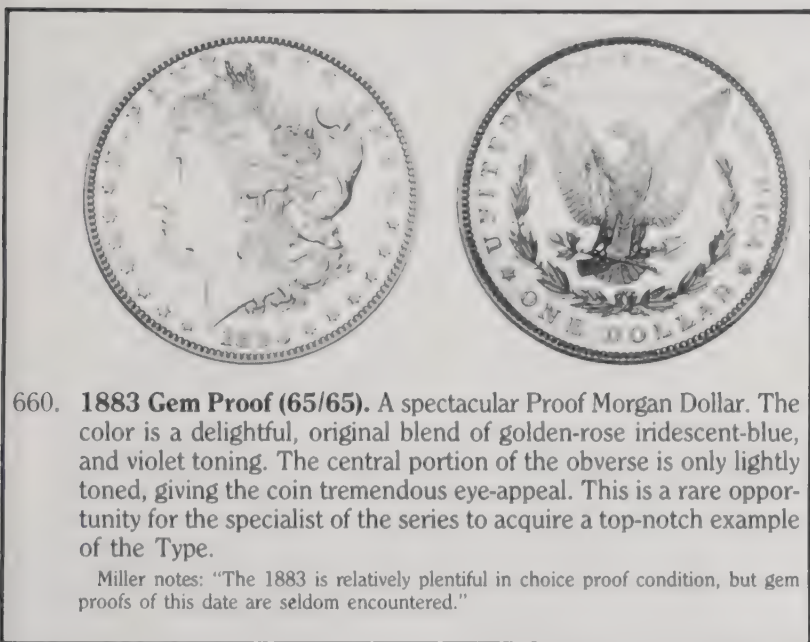 UNITED S
ICA
ONE DOLLAR
660. 1883 Gem Proof (65/65). A spectacular Proof Morgan Dollar. The
color is a delightful, original blend of golden-rose iridescent-blue,
and violet toning. The central portion of the obverse is only lightly
toned, giving the coin tremendous eye-appeal. This is a rare oppor-
tunity for the specialist of the series to acquire a top-notch example
of the Type.
Miller notes: "The 1883 is relatively plentiful in choice proof condition, but gem
proofs of this date are seldom encountered."